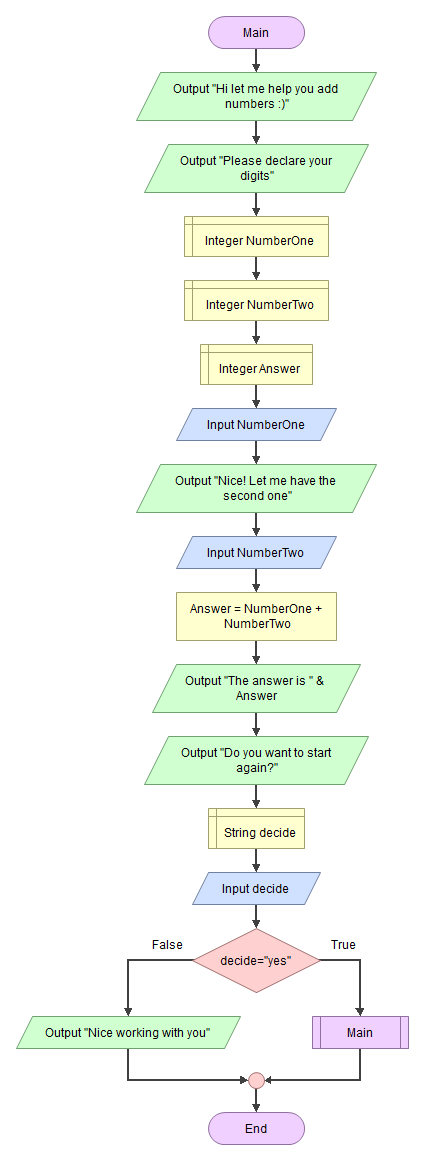 Main
Output "Hi let me help you add
numbers :)"
Output "Please declare your
digits"
Integer NumberOne
Integer NumberTwo
Integer Answer
Input NumberOne
Output "Nice! Let me have the
second one"
Input NumberTwo
Answer = NumberOne +
NumberTwo
Output "The answer is " &
Answer
Output "Do you want to start
again?"
String decide
Input decide
False
True
decide="yes"
Output "Nice working with you"
Main
End